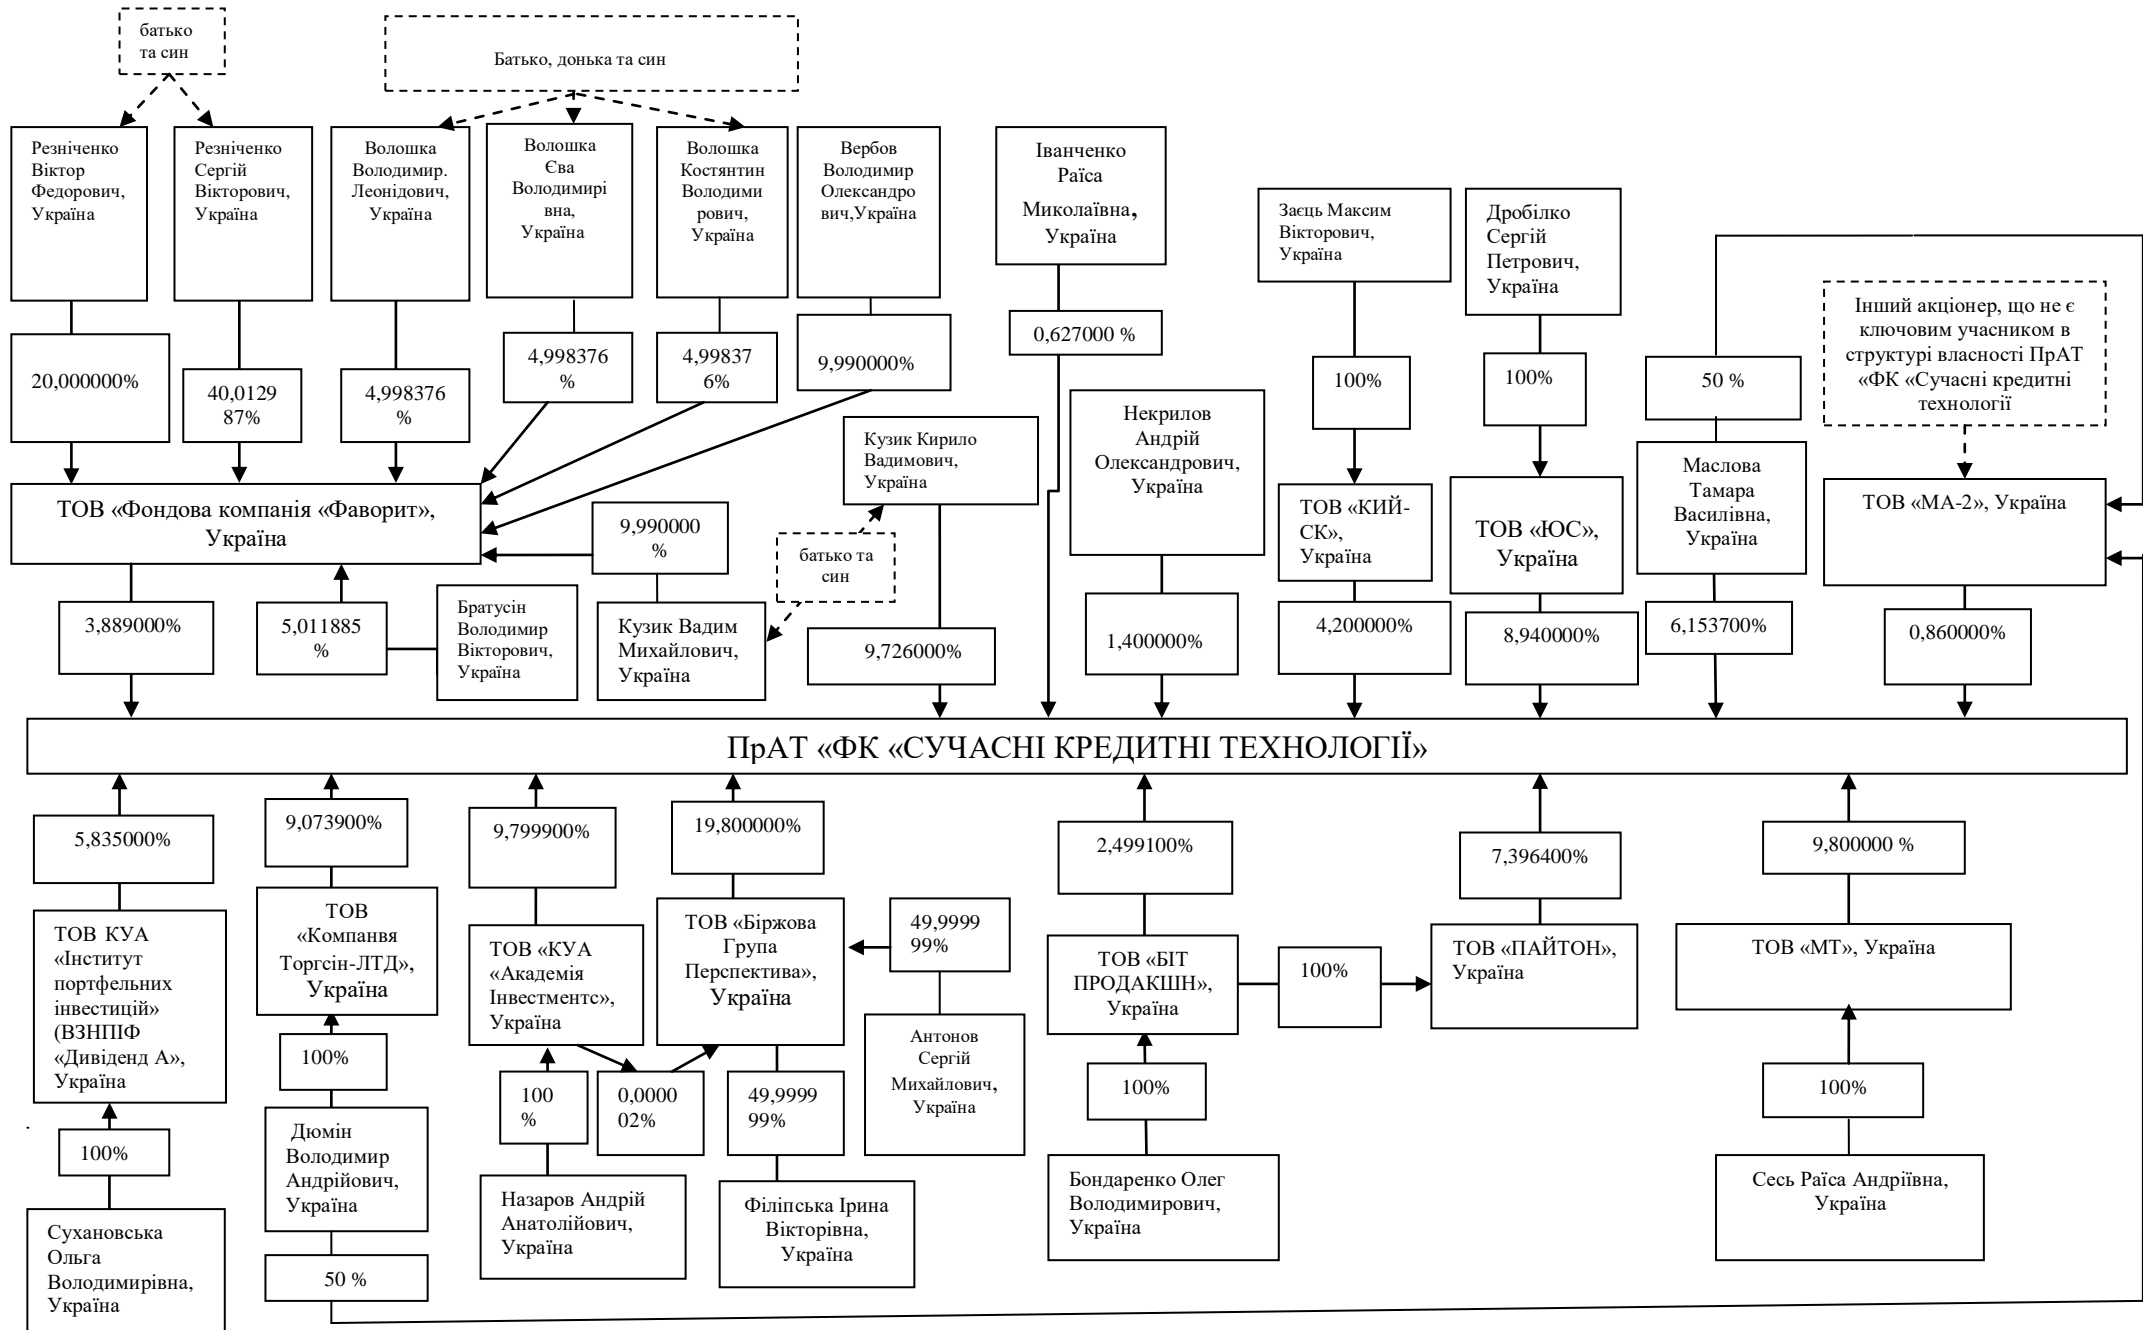 батько
та син
Батько, донька та син
Резніченко
Віктор
Федорович,
Україна
Резніченко
Сергій
Вікторович,
Україна
Волошка
Володимир.
Леонідович,
Україна
Волошка
Єва
Володимирі
вна,
Україна
Волошка
Костянтин
Володими
рович,
Україна
Вербов
Володимир
Олександро
вич,Україна
Іванченко
Раїса
Миколаївна,
Україна
Заєць Максим
Вікторович,
Україна
Дробілко
Сергій
Петрович,
Україна
Інший акціонер, що не є
ключовим учасником в
структурі власності ПрАТ
«ФК «Сучасні кредитні
технології
20,000000%
40,0129
87%
4,998376
%
4,998376
%
4,99837
6%
9,990000%
0,627000 %
100%
100%
50 %
Кузик Кирило
Вадимович,
Україна
Некрилов
Андрій
Олександрович,
Україна
Маслова
Тамара
Василівна,
Україна
ТОВ «Фондова компанія «Фаворит»,
Україна
9,990000
%
батько та
син
ТОВ «КИЙ-
СК»,
Україна
ТОВ «ЮС»,
Україна
ТОВ «МА-2», Україна
3,889000%
5,011885
%
Братусін
Володимир
Вікторович,
Україна
Кузик Вадим
Михайлович,
Україна
9,726000%
1,400000%
4,200000%
8,940000%
6,153700%
0,860000%
ПрАТ «ФК «СУЧАСНІ КРЕДИТНІ ТЕХНОЛОГІЇ»
5,835000%
9,073900%
9,799900%
19,800000%
2,499100%
7,396400%
9,800000 %
ТОВ КУА
«Інститут
портфельних
інвестицій»
(ВЗНПІФ
«Дивіденд А»,
Україна
ТОВ
«Компанвя
Торгсін-ЛТД»,
Україна
ТОВ «КУА
«Академія
Інвестментс»,
Україна
ТОВ «Біржова
Група
Перспектива»,
Україна
49,9999
99%
ТОВ «БІТ
ПРОДАКШН»,
Україна
100%
ТОВ «ПАЙТОН»,
Україна
ТОВ «МТ», Україна
Антонов
Сергій
Михайлович,
Україна
100%
100
%
0,00000
02%
49,9999
99%
100%
100%
.
100%
Дюмін
Володимир
Андрійович,
Україна
Назаров Андрій
Анатолійович,
Україна
Філіпська Ірина
Вікторівна,
Україна
Бондаренко Олег
Володимирович,
Україна
Сесь Раїса Андріївна,
Україна
Сухановська
Ольга
Володимирівна,
Україна
50 %